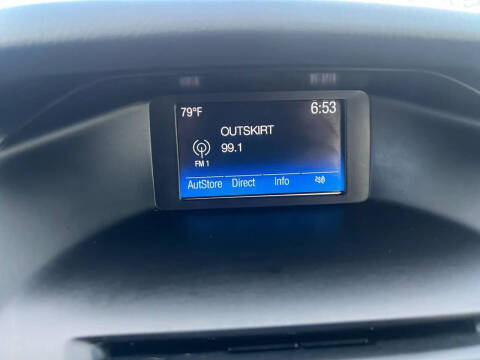 79°F 6:53
OUTSKIRT
99.1
FM 1
AutStore Direct Info